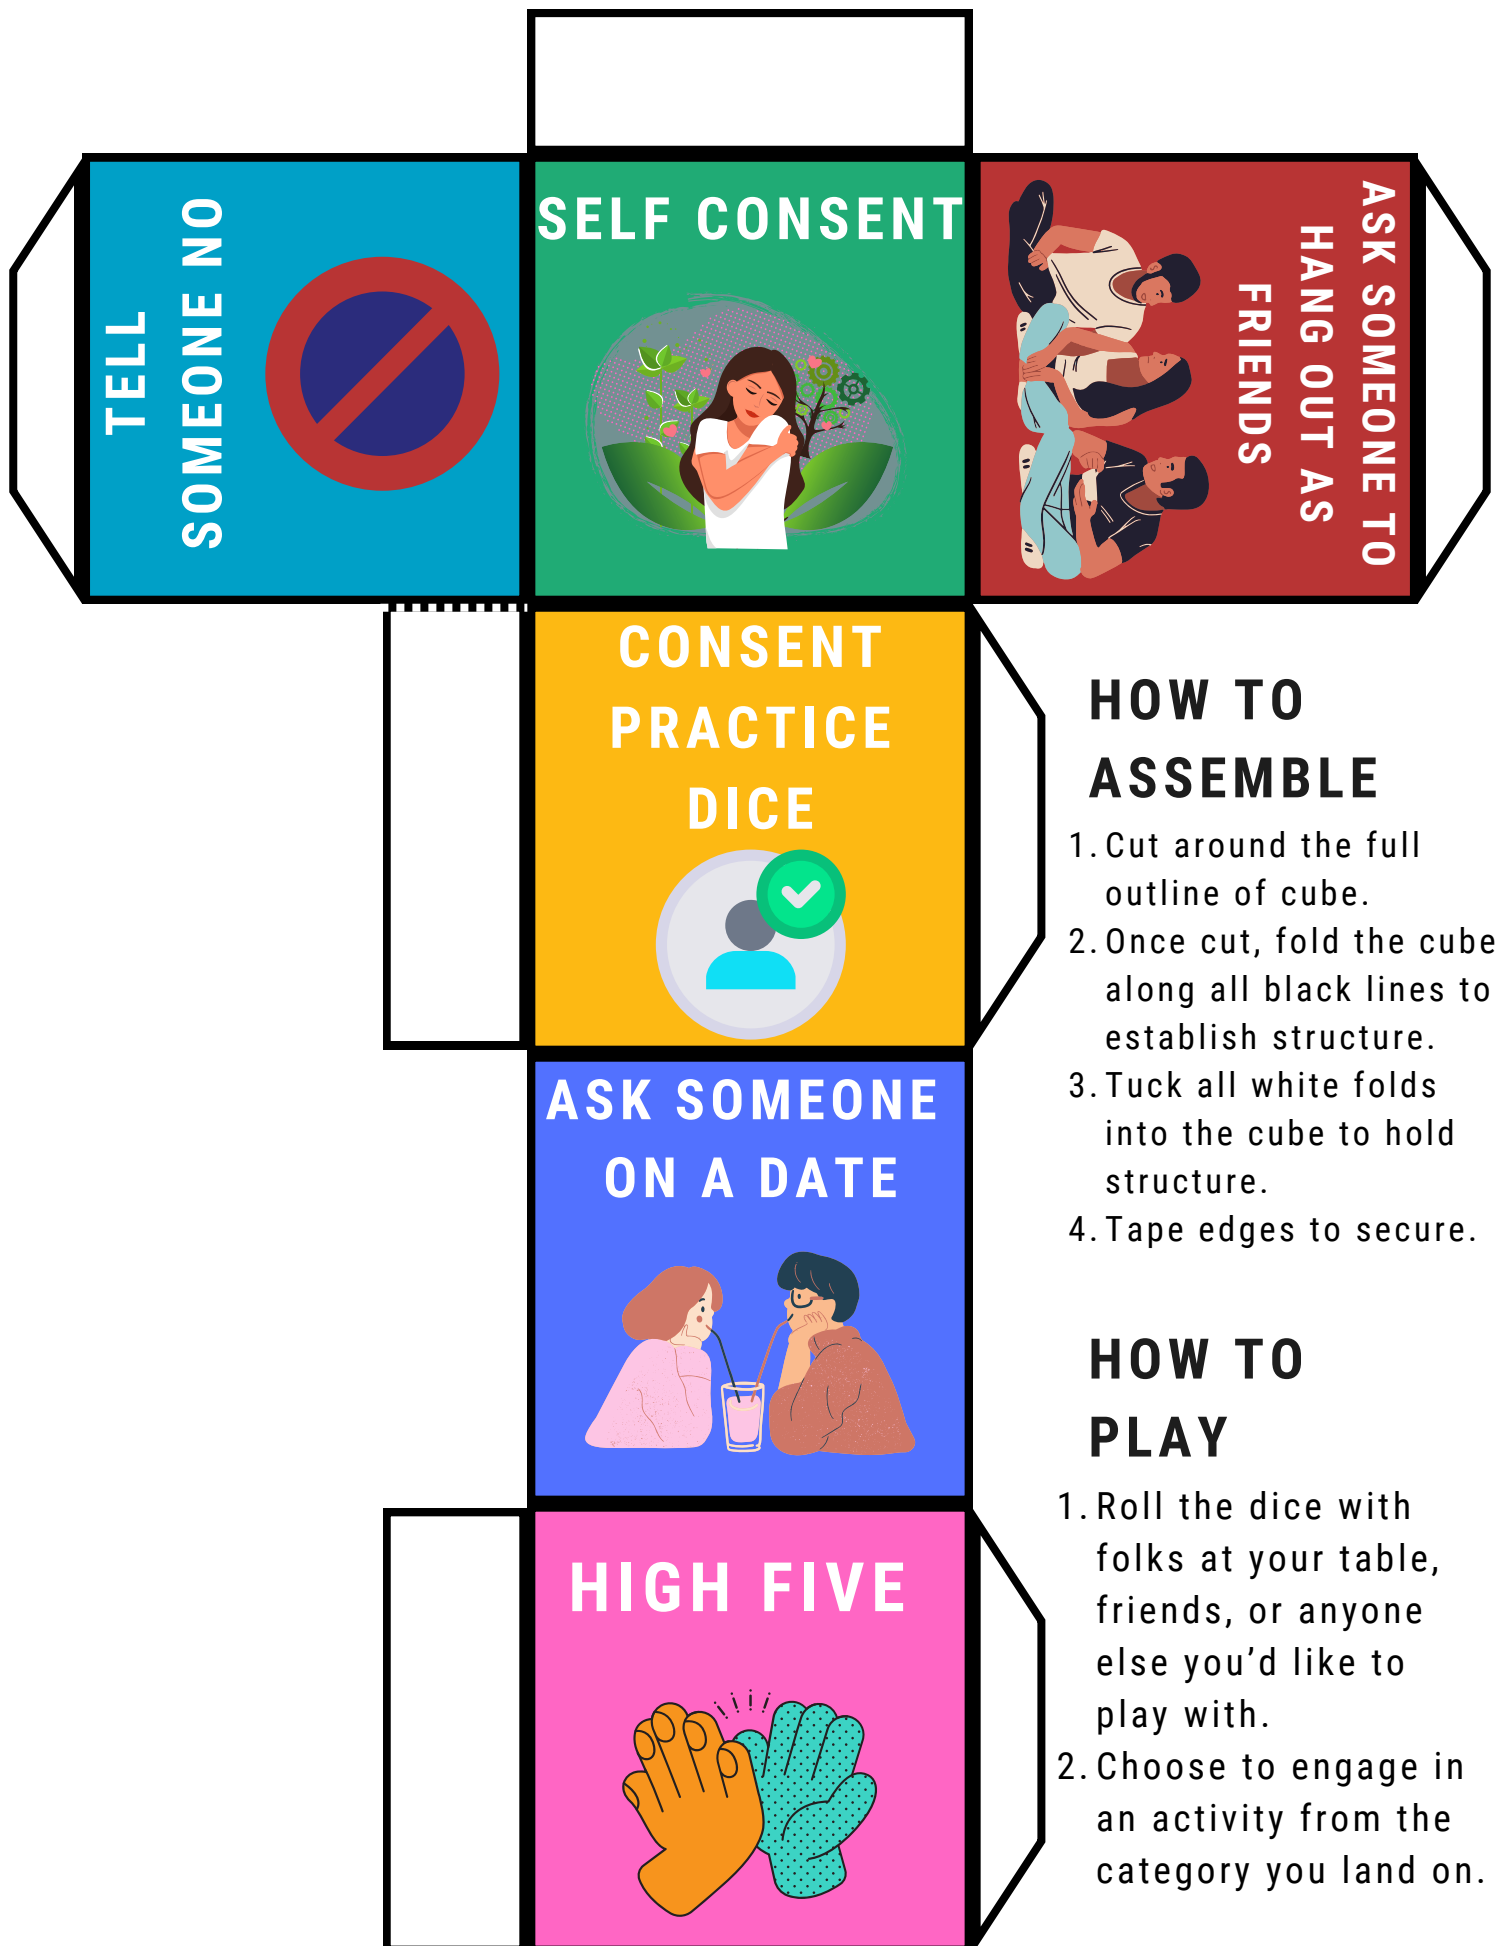 TELL
SOMEONE NO
SELF CONSENT
ASK SOMEONE TO
HANG OUT AS
FRIENDS
CONSENT
PRACTICE
DICE
ASK SOMEONE
ON A DATE
HIGH FIVE
HOW TO
ASSEMBLE
1. Cut around the full
outline of cube.
2. Once cut, fold the cube
along all black lines to
establish structure.
3. Tuck all white folds
into the cube to hold
structure.
4. Tape edges to secure.
HOW TO
PLAY
1. Roll the dice with
folks at your table,
friends, or anyone
else you’d like to
play with.
2. Choose to engage in
an activity from the
category you land on.